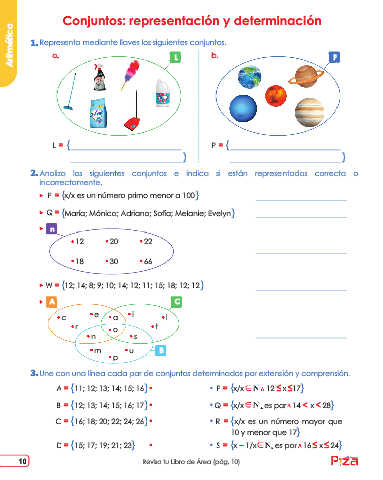 Aritmética
Conjuntos: representación y determinación
1. Representa mediante llaves los siguientes conjuntos.
a. L b. P
L = { P = {
} }
2. Analiza los siguientes conjuntos e indica si están representados correcta o
incorrectamente.
P = {x/x es un número primo menor a 100}
Q = {María; Mónica; Adriana; Sofía; Melanie; Evelyn}
n
12 20 22
18 30 66
W = {12; 14; 8; 9; 10; 14; 12; 11; 15; 18; 12; 12}
A C
c e a i l
r o t
n s
m u B
p
3. Une con una línea cada par de conjuntos determinados por extensión y comprensión.
A = {11; 12; 13; 14; 15; 16} • • P = {x/x ∈ N ∧ 12 ≤ x ≤ 17}
B = {12; 13; 14; 15; 16; 17} • • Q = {x/x ∈ N, es par ∧ 14 < x < 28}
C = {16; 18; 20; 22; 24; 26} • • R = {x/x es un número mayor que
10 y menor que 17}
E = {15; 17; 19; 21; 23} • • S = {x – 1/x ∈ N, es par ∧ 16 ≤ x ≤ 24}
10 Revisa tu Libro de Área (pág. 10)